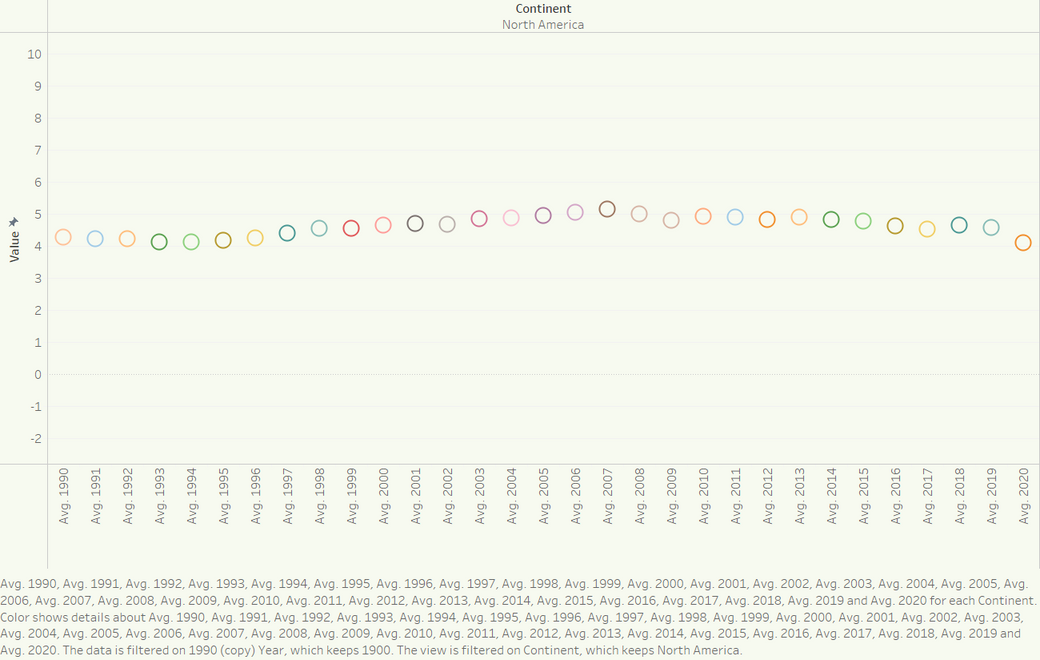 Continent
North America
10
9
8
7
6
5
4
3
2
1
0
-1
-2
Value
Avg. 1990
Avg. 1991
Avg. 1992
Avg. 1993
Avg. 1994
Avg. 1995
Avg. 1996
Avg. 1997
Avg. 1998
Avg. 1999
Avg. 2000
Avg. 2001
Avg. 2002
Avg. 2003
Avg. 2004
Avg. 2005
Avg. 2006
Avg. 2007
Avg. 2008
Avg. 2009
Avg. 2010
Avg. 2011
Avg. 2012
Avg. 2013
Avg. 2014
Avg. 2015
Avg. 2016
Avg. 2017
Avg. 2018
Avg. 2019
Avg. 2020
Avg. 1990, Avg. 1991, Avg. 1992, Avg. 1993, Avg. 1994, Avg. 1995, Avg. 1996, Avg. 1997, Avg. 1998, Avg. 1999, Avg. 2000, Avg. 2001, Avg. 2002, Avg. 2003, Avg. 2004, Avg. 2005, Avg.
2006, Avg. 2007, Avg. 2008, Avg. 2009, Avg. 2010, Avg. 2011, Avg. 2012, Avg. 2013, Avg. 2014, Avg. 2015, Avg. 2016, Avg. 2017, Avg. 2018, Avg. 2019 and Avg. 2020 for each Continent.
Color shows details about Avg. 1990, Avg. 1991, Avg. 1992, Avg. 1993, Avg. 1994, Avg. 1995, Avg. 1996, Avg. 1997, Avg. 1998, Avg. 1999, Avg. 2000, Avg. 2001, Avg. 2002, Avg. 2003,
Avg. 2004, Avg. 2005, Avg. 2006, Avg. 2007, Avg. 2008, Avg. 2009, Avg. 2010, Avg. 2011, Avg. 2012, Avg. 2013, Avg. 2014, Avg. 2015, Avg. 2016, Avg. 2017, Avg. 2018, Avg. 2019 and
Avg. 2020. The data is filtered on 1990 (copy) Year, which keeps 1900. The view is filtered on Continent, which keeps North America.